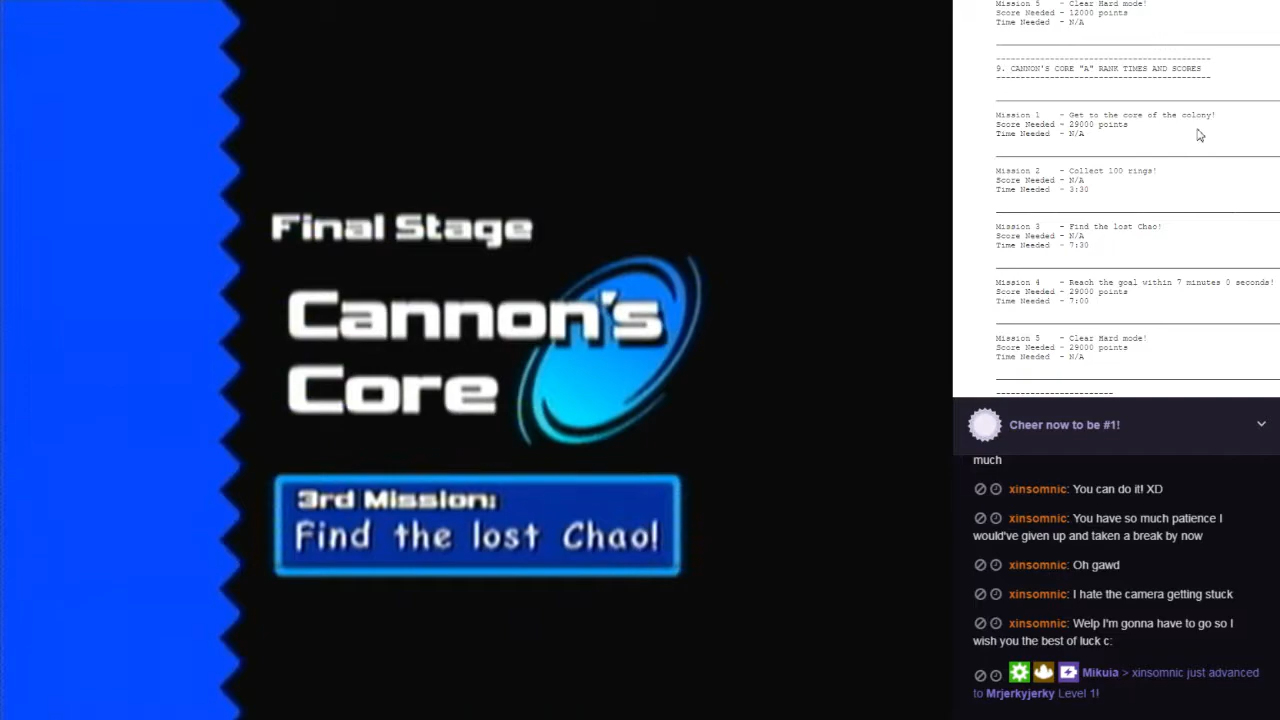 Final Stage
Cannon's
Core
3rd Mission:
Find the lost Chao!
Mission 5 - Clear Hard mode!
Score Needed - 12000 points
Time Needed - N/A
9. CANNON'S CORE "A" RANK TIMES AND SCORES
Mission 1 - Get to the core of the colony!
Score Needed - 29000 points
Time Needed - N/A
Mission 2 - Collect 100 rings!
Score Needed - N/A
Time Needed - 3:30
Mission 3 - Find the lost Chao!
Score Needed - N/A
Time Needed - 7:30
Mission 4 - Reach the goal within 7 minutes 0 seconds!
Score Needed - 29000 points
Time Needed - 7:00
Mission 5 - Clear Hard mode!
Score Needed - 29000 points
Time Needed - N/A
Cheer now to be #1!
much
xinsomnic: You can do it! XD
xinsomnic: You have so much patience I
would've given up and taken a break by now
xinsomnic: Oh gawd
xinsomnic: I hate the camera getting stuck
xinsomnic: Welp I'm gonna have to go so I
wish you the best of luck c:
Mikuia > xinsomnic just advanced
to Mrjerkyjerky Level 1!